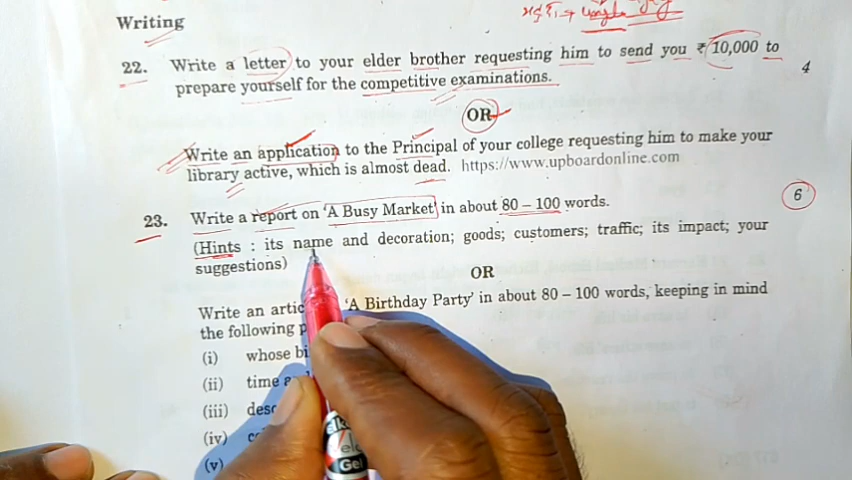 Writing
22. Write a letter to your elder brother requesting him to send you ₹ 10,000 to
prepare yourself for the competitive examinations. 4
OR
Write an application to the Principal of your college requesting him to make your
library active, which is almost dead. https://www.upboardonline.com
23. Write a report on 'A Busy Market' in about 80 – 100 words. 6
(Hints : its name and decoration; goods; customers; traffic; its impact; your
suggestions)
OR
Write an 'A Birthday Party' in about 80 – 100 words, keeping in mind
the following
(i) whose
(ii) time
(iii)
(iv)
(v)
Gel